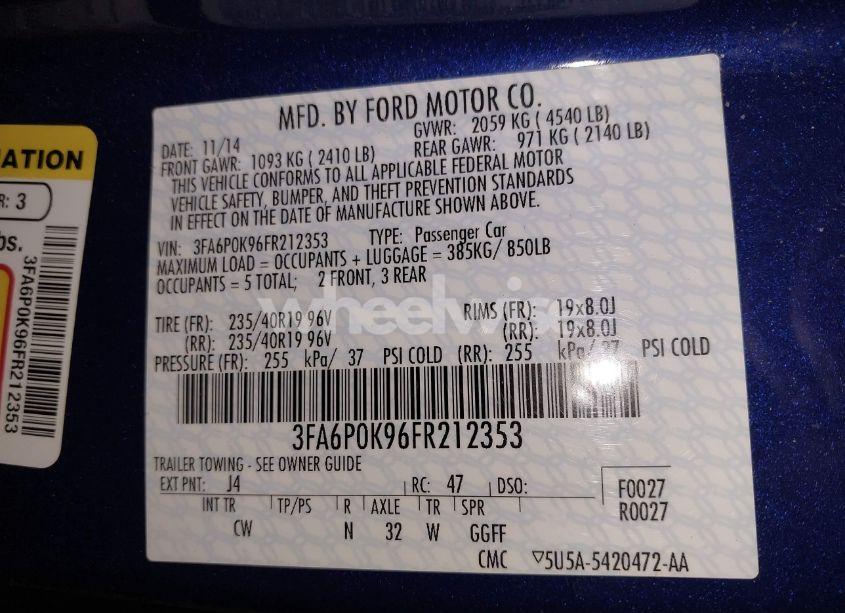 MFD. BY FORD MOTOR CO.
DATE: 11/14 GVWR: 2059 KG ( 4540 LB)
FRONT GAWR: 1093 KG ( 2410 LB) REAR GAWR: 971 KG ( 2140 LB)
THIS VEHICLE CONFORMS TO ALL APPLICABLE FEDERAL MOTOR
VEHICLE SAFETY, BUMPER, AND THEFT PREVENTION STANDARDS
IN EFFECT ON THE DATE OF MANUFACTURE SHOWN ABOVE.
VIN: 3FA6P0K96FR212353 TYPE: Passenger Car
MAXIMUM LOAD = OCCUPANTS + LUGGAGE = 385KG/ 850LB
OCCUPANTS = 5 TOTAL; 2 FRONT, 3 REAR
TIRE (FR): 235/40R19 96V RIMS (FR): 19x8.0J
(RR): 235/40R19 96V (RR): 19x8.0J
PRESSURE (FR): 255 kPa/ 37 PSI COLD (RR): 255 kPa/ 37 PSI COLD
3FA6P0K96FR212353
TRAILER TOWING - SEE OWNER GUIDE
EXT PNT: J4 RC: 47 DSO:
INT TR TP/PS R AXLE TR SPR
CW N 32 W GGFF
F0027
R0027
CMC ▽5U5A-5420472-AA
MATION
R: 3
bs.
3FA6P0K96FR212353
wheelwise